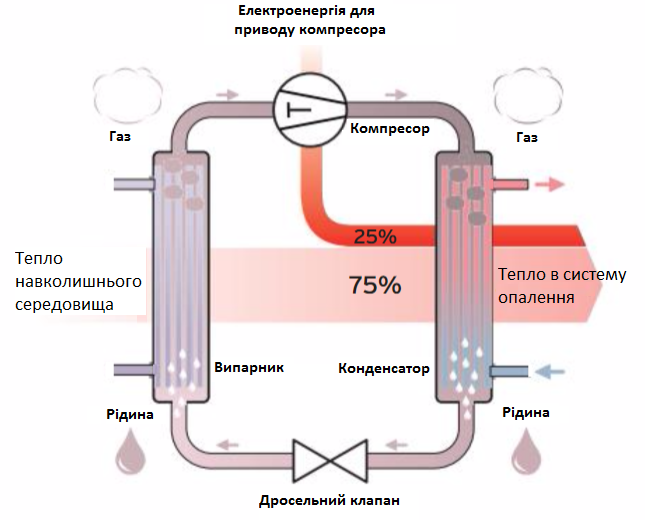 Електроенергія для
приводу компресора
Газ
Компресор
Газ
25%
Тепло
навколишнього
середовища
75%
Тепло в систему
опалення
Випарник
Конденсатор
Рідина
Рідина
Дросельний клапан